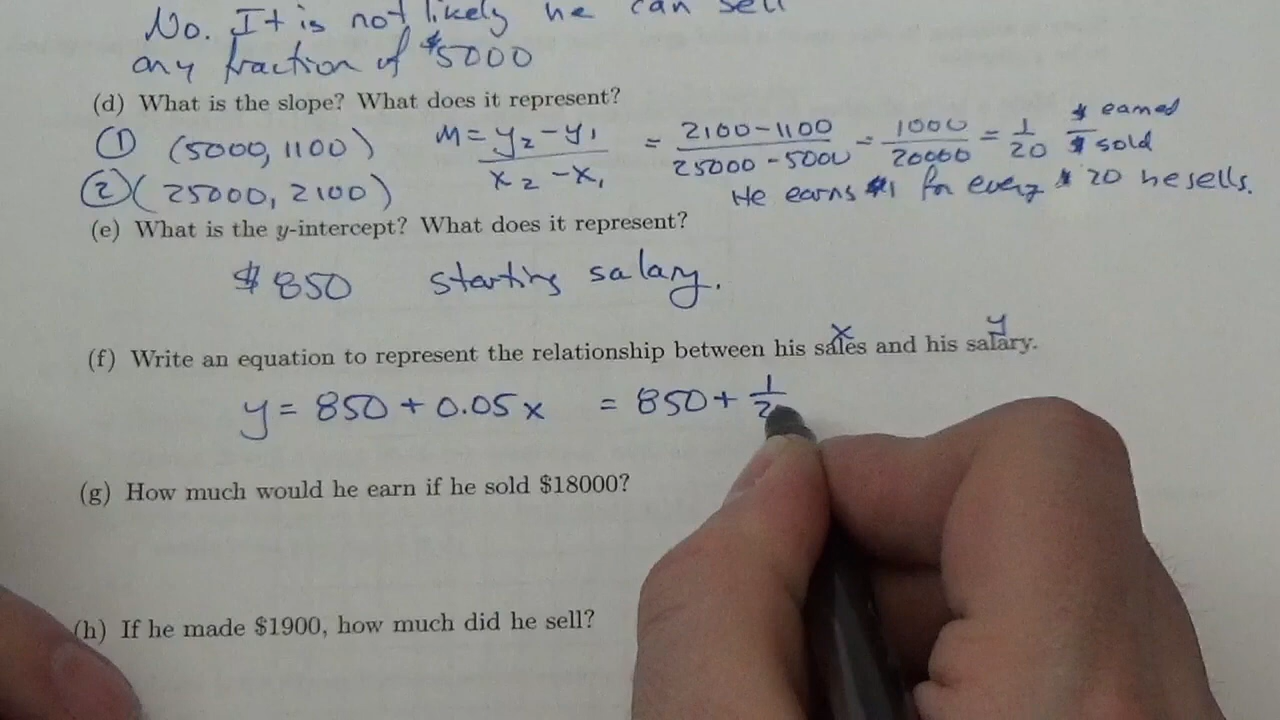 No. It is not likely he can sell
any fraction of $5000
(d) What is the slope? What does it represent?
① (5000, 1100) m = y₂ - y₁ / x₂ - x₁ = 2100 - 1100 / 25000 - 5000 = 1000 / 20000 = 1/20 $ earned / $ sold
② (25000, 2100) He earns $1 for every $20 he sells.
(e) What is the y-intercept? What does it represent?
$850 starting salary.
x y
(f) Write an equation to represent the relationship between his sales and his salary.
y = 850 + 0.05x = 850 + 1/2
(g) How much would he earn if he sold $18000?
(h) If he made $1900, how much did he sell?